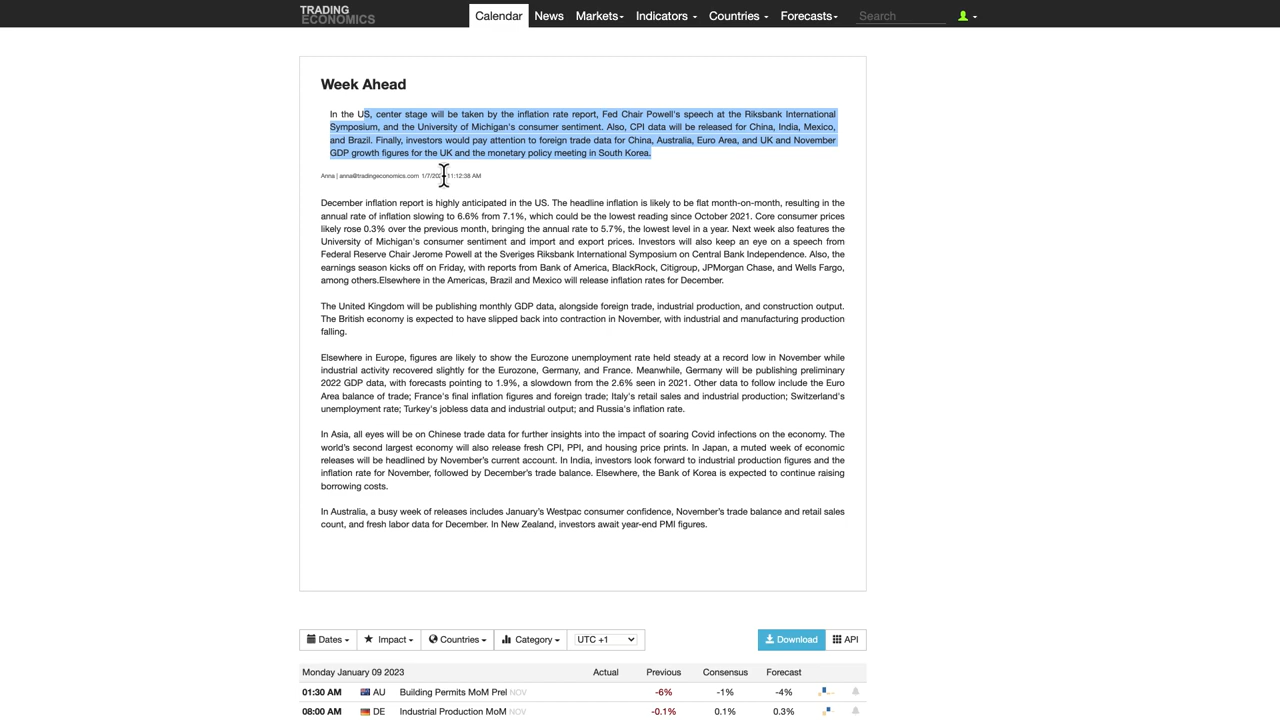 TRADING
ECONOMICS
Calendar News Markets Indicators Countries Forecasts Search
Week Ahead
In the US, center stage will be taken by the inflation rate report, Fed Chair Powell's speech at the Riksbank International
Symposium, and the University of Michigan's consumer sentiment. Also, CPI data will be released for China, India, Mexico,
and Brazil. Finally, investors would pay attention to foreign trade data for China, Australia, Euro Area, and UK and November
GDP growth figures for the UK and the monetary policy meeting in South Korea.
Anna | anna@tradingeconomics.com 11:12:38 AM
December inflation report is highly anticipated in the US. The headline inflation is likely to be flat month-on-month, resulting in the
annual rate of inflation slowing to 6.6% from 7.1%, which could be the lowest reading since October 2021. Core consumer prices
likely rose 0.3% over the previous month, bringing the annual rate to 5.7%, the lowest level in a year. Next week also features the
University of Michigan's consumer sentiment and import and export prices. Investors will also keep an eye on a speech from
Federal Reserve Chair Jerome Powell at the Sveriges Riksbank International Symposium on Central Bank Independence. Also, the
earnings season kicks off on Friday, with reports from Bank of America, BlackRock, Citigroup, JPMorgan Chase, and Wells Fargo,
among others.Elsewhere in the Americas, Brazil and Mexico will release inflation rates for December.
The United Kingdom will be publishing monthly GDP data, alongside foreign trade, industrial production, and construction output.
The British economy is expected to have slipped back into contraction in November, with industrial and manufacturing production
falling.
Elsewhere in Europe, figures are likely to show the Eurozone unemployment rate held steady at a record low in November while
industrial activity recovered slightly for the Eurozone, Germany, and France. Meanwhile, Germany will be publishing preliminary
2022 GDP data, with forecasts pointing to 1.9%, a slowdown from the 2.6% seen in 2021. Other data to follow include the Euro
Area balance of trade; France's final inflation figures and foreign trade; Italy's retail sales and industrial production; Switzerland's
unemployment rate; Turkey's jobless data and industrial output; and Russia's inflation rate.
In Asia, all eyes will be on Chinese trade data for further insights into the impact of soaring Covid infections on the economy. The
world's second largest economy will also release fresh CPI, PPI, and housing price prints. In Japan, a muted week of economic
releases will be headlined by November's current account. In India, investors look forward to industrial production figures and the
inflation rate for November, followed by December's trade balance. Elsewhere, the Bank of Korea is expected to continue raising
borrowing costs.
In Australia, a busy week of releases includes January's Westpac consumer confidence, November's trade balance and retail sales
count, and fresh labor data for December. In New Zealand, investors await year-end PMI figures.
Dates Impact Countries Category UTC +1 Download API
Monday January 09 2023 Actual Previous Consensus Forecast
01:30 AM AU Building Permits MoM Prel NOV -6% -1% -4%
08:00 AM DE Industrial Production MoM NOV -0.1% 0.1% 0.3%